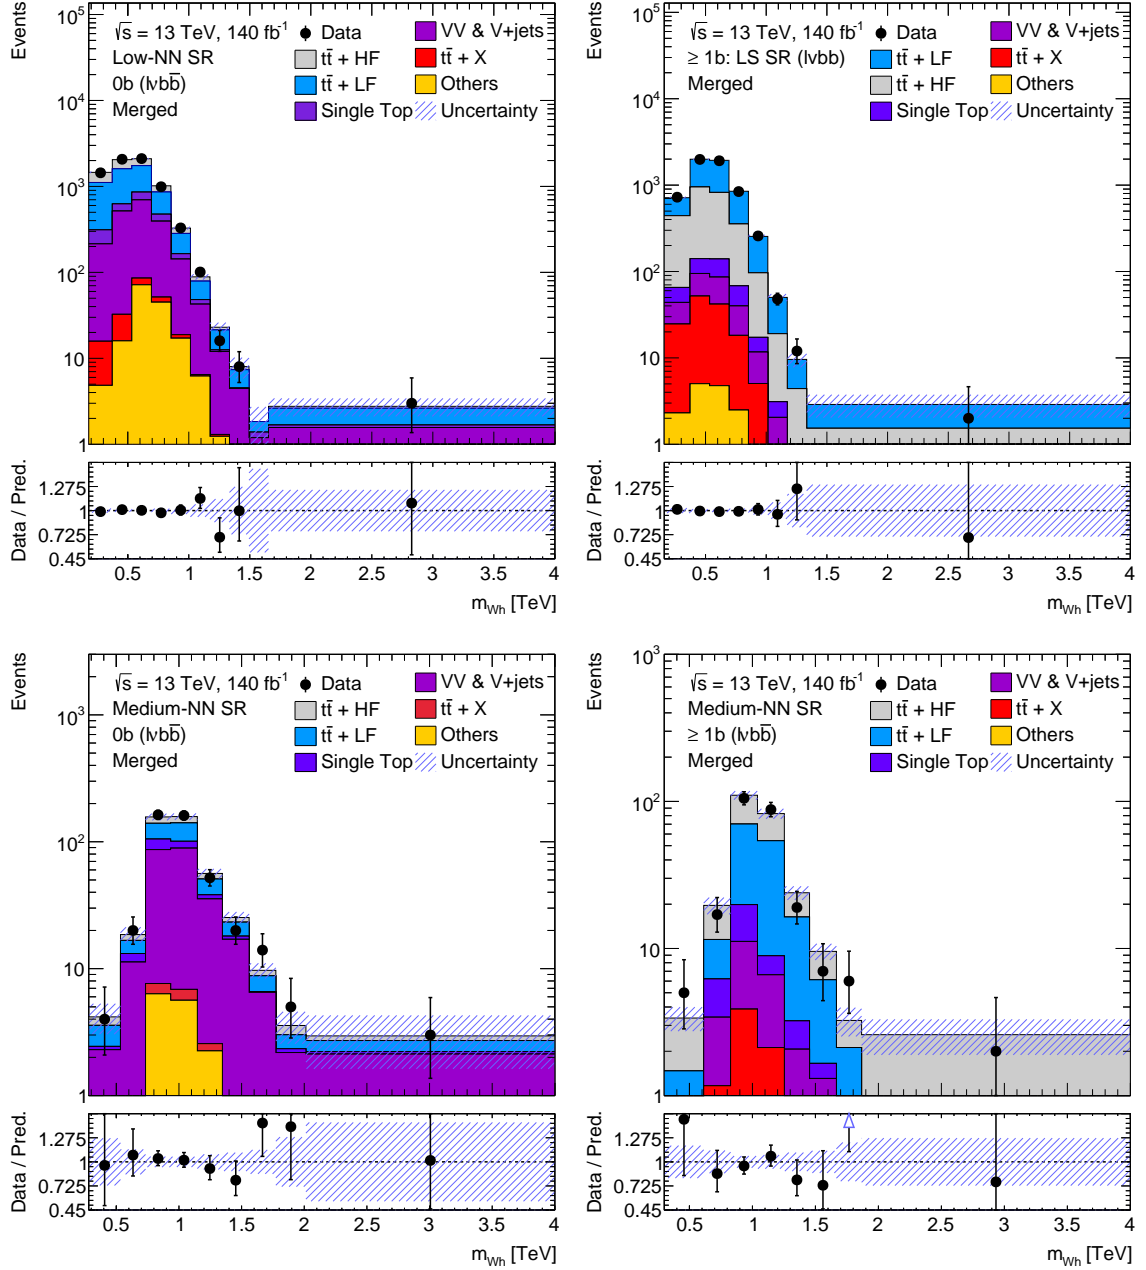 Events
√s = 13 TeV, 140 fb⁻¹
Low-NN SR
0b (lνbb̄)
Merged
Data
tt̄ + HF
tt̄ + LF
Single Top
VV & V+jets
tt̄ + X
Others
Uncertainty
10⁵
10⁴
10³
10²
10
1
Data / Pred.
1.275
1
0.725
0.45
0.5 1 1.5 2 2.5 3 3.5 4
m_Wh [TeV]
Events
√s = 13 TeV, 140 fb⁻¹
≥ 1b: LS SR (lνbb)
Merged
Data
tt̄ + LF
tt̄ + HF
Single Top
VV & V+jets
tt̄ + X
Others
Uncertainty
10⁵
10⁴
10³
10²
10
1
Data / Pred.
1.275
1
0.725
0.45
0.5 1 1.5 2 2.5 3 3.5 4
m_Wh [TeV]
Events
√s = 13 TeV, 140 fb⁻¹
Medium-NN SR
0b (lνbb̄)
Merged
Data
tt̄ + HF
tt̄ + LF
Single Top
VV & V+jets
tt̄ + X
Others
Uncertainty
10³
10²
10
1
Data / Pred.
1.275
1
0.725
0.45
0.5 1 1.5 2 2.5 3 3.5 4
m_Wh [TeV]
Events
√s = 13 TeV, 140 fb⁻¹
Medium-NN SR
≥ 1b (lνbb̄)
Merged
Data
tt̄ + HF
tt̄ + LF
Single Top
VV & V+jets
tt̄ + X
Others
Uncertainty
10³
10²
10
1
Data / Pred.
1.275
1
0.725
0.45
0.5 1 1.5 2 2.5 3 3.5 4
m_Wh [TeV]